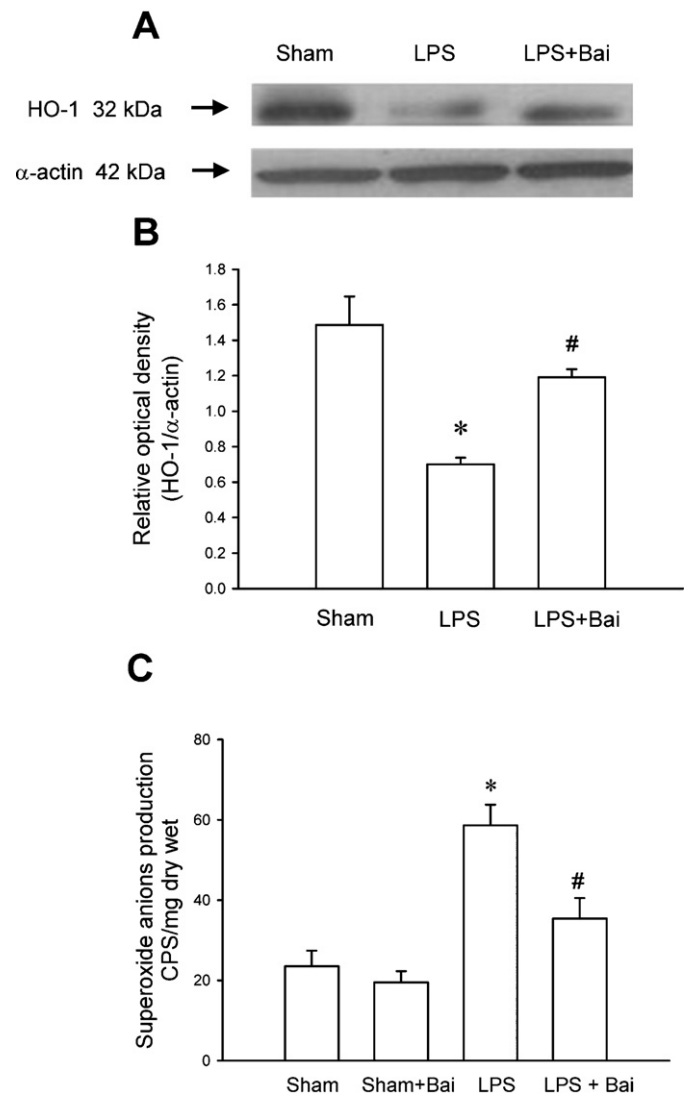 A
Sham LPS LPS+Bai
HO-1 32 kDa
α-actin 42 kDa
B
Relative optical density
(HO-1/α-actin)
1.8
1.6
1.4
1.2
1.0
0.8
0.6
0.4
0.2
0.0
*
#
Sham LPS LPS+Bai
C
Superoxide anions production
CPS/mg dry wet
80
60
40
20
0
*
#
Sham Sham+Bai LPS LPS + Bai